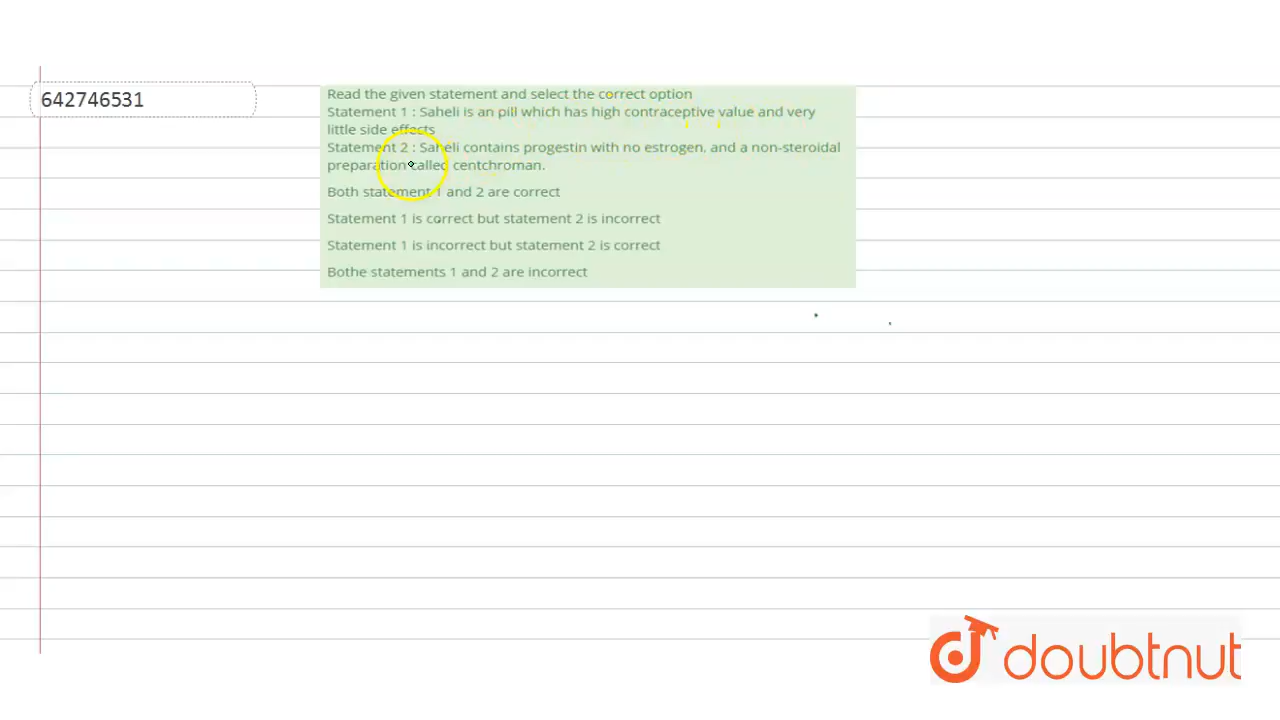 642746531
Read the given statement and select the correct option
Statement 1 : Saheli is an pill which has high contraceptive value and very
little side effects
Statement 2 : Saheli contains progestin with no estrogen, and a non-steroidal
preparation called centchroman.
Both statement 1 and 2 are correct
Statement 1 is correct but statement 2 is incorrect
Statement 1 is incorrect but statement 2 is correct
Bothe statements 1 and 2 are incorrect
doubtnut